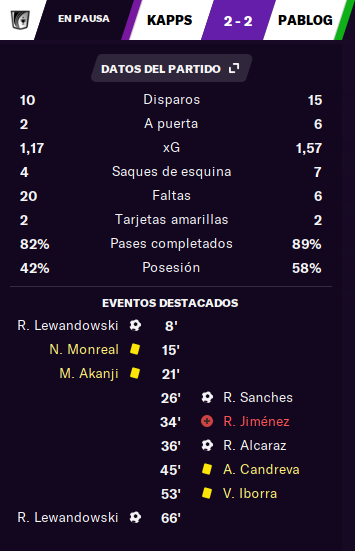 EN PAUSA KAPPS 2 - 2 PABLOG
DATOS DEL PARTIDO
10 Disparos 15
2 A puerta 6
1,17 xG 1,57
4 Saques de esquina 7
20 Faltas 6
2 Tarjetas amarillas 2
82% Pases completados 89%
42% Posesión 58%
EVENTOS DESTACADOS
R. Lewandowski 8'
N. Monreal 15'
M. Akanji 21'
26' R. Sanches
34' R. Jiménez
36' R. Alcaraz
45' A. Candreva
53' V. Iborra
R. Lewandowski 66'